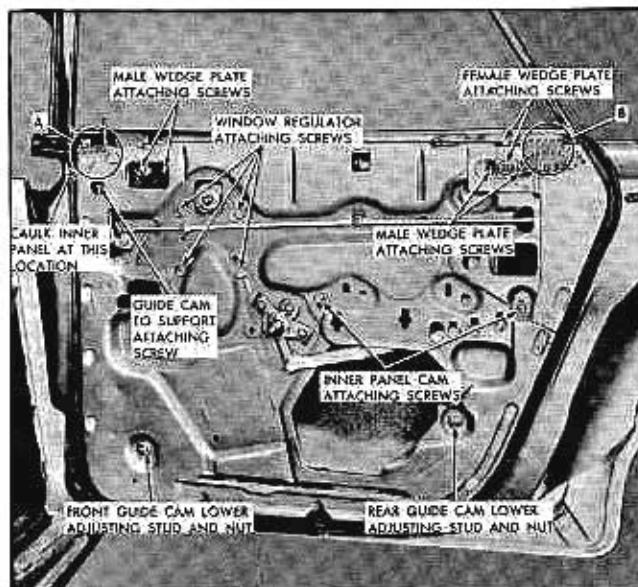 MALE WEDGE PLATE
ATTACHING SCREWS
FEMALE WEDGE PLATE
ATTACHING SCREWS
A
B
WINDOW REGULATOR
ATTACHING SCREWS
CAULK INNER
PANEL AT THIS
LOCATION
MALE WEDGE PLATE
ATTACHING SCREWS
GUIDE CAM
TO SUPPORT
ATTACHING
SCREW
INNER PANEL CAM
ATTACHING SCREWS
FRONT GUIDE CAM LOWER
ADJUSTING STUD AND NUT
REAR GUIDE CAM LOWER
ADJUSTING STUD AND NUT